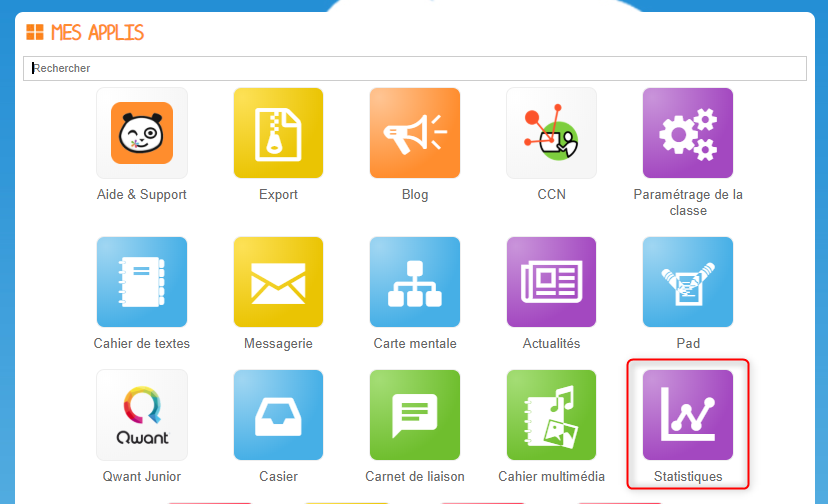 MES APPLIS
Rechercher
Aide & Support
Export
Blog
CCN
Paramétrage de la
classe
Cahier de textes
Messagerie
Carte mentale
Actualités
Pad
Qwant
Qwant Junior
Casier
Carnet de liaison
Cahier multimédia
Statistiques